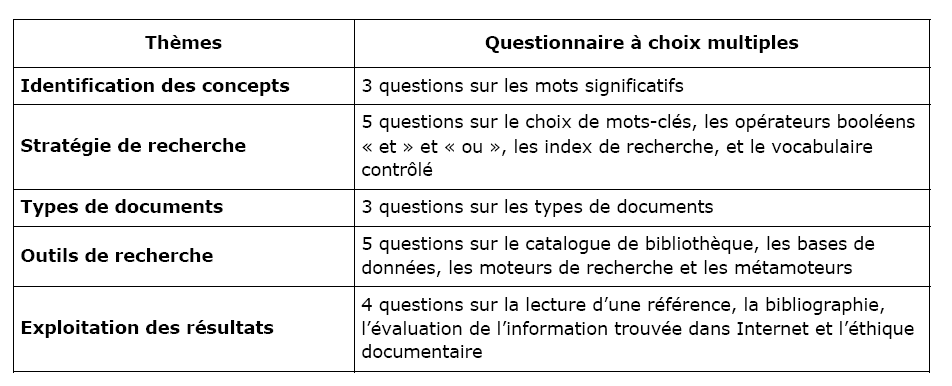 Thèmes
Questionnaire à choix multiples
Identification des concepts
3 questions sur les mots significatifs
Stratégie de recherche
5 questions sur le choix de mots-clés, les opérateurs booléens
« et » et « ou », les index de recherche, et le vocabulaire
contrôlé
Types de documents
3 questions sur les types de documents
Outils de recherche
5 questions sur le catalogue de bibliothèque, les bases de
données, les moteurs de recherche et les métamoteurs
Exploitation des résultats
4 questions sur la lecture d’une référence, la bibliographie,
l’évaluation de l’information trouvée dans Internet et l’éthique
documentaire